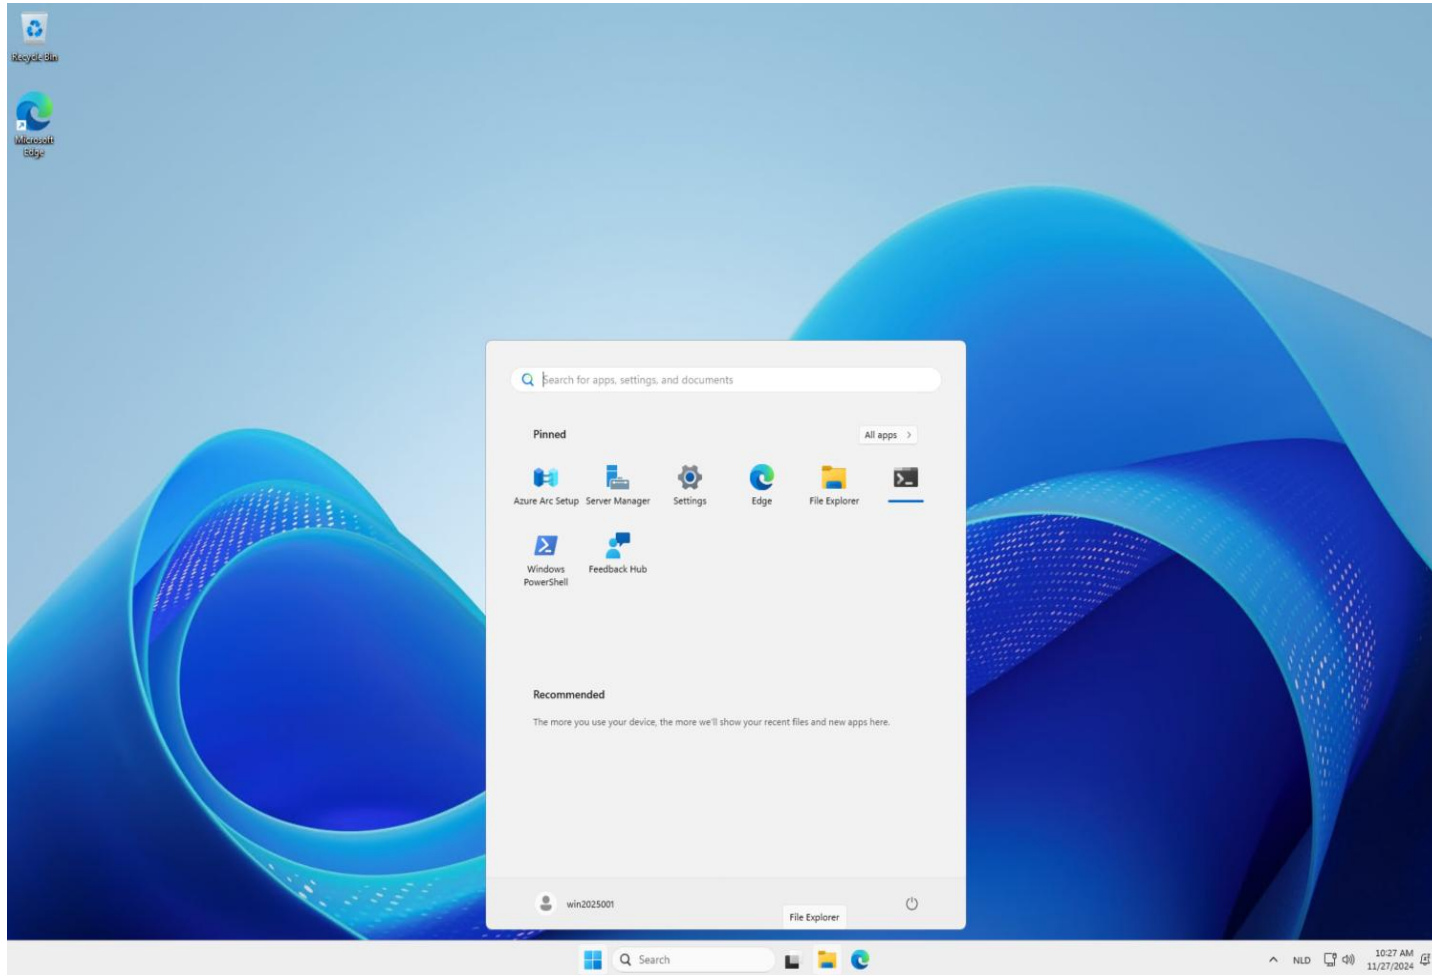 Recycle Bin
Microsoft
Edge
Search for apps, settings, and documents
Pinned
All apps
Azure Arc Setup
Server Manager
Settings
Edge
File Explorer
Windows
PowerShell
Feedback Hub
Recommended
The more you use your device, the more we'll show your recent files and new apps here.
win2025001
File Explorer
Search
NLD
10:27 AM
11/27/2024